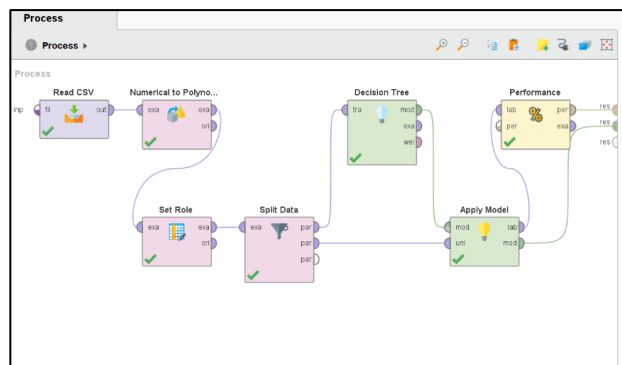 Process
Process
Process
Read CSV
Numerical to Polyno...
Decision Tree
Performance
inp
fil
out
exa
exa
ori
tra
mod
exa
wei
lab
per
per
exa
res
res
res
Set Role
Split Data
Apply Model
exa
exa
ori
exa
par
par
par
mod
lab
unl
mod